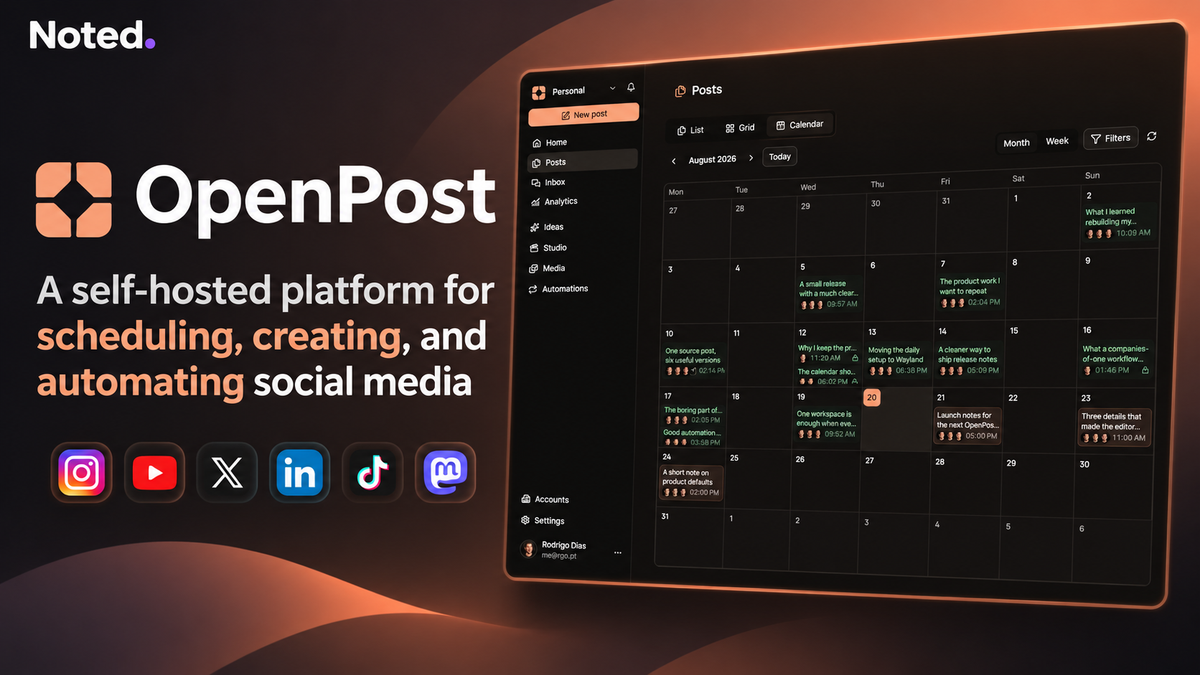 Noted.
OpenPost
A self-hosted platform for
scheduling, creating, and
automating social media
Personal
New post
Home
Posts
Inbox
Analytics
Ideas
Studio
Media
Automations
Accounts
Settings
Rodrigo Dias
me@rgo.pt
Posts
List
Grid
Calendar
August 2026
Today
Month
Week
Filters
Mon Tue Wed Thu Fri Sat Sun
27 28 29 30 31 1 2
What I learned
rebuilding my...
10:09 AM
3 4 5 6 7 8 9
A small release
with a much clear...
09:57 AM
The product work I
want to repeat
02:04 PM
10 11 12 13 14 15 16
One source post,
six useful versions
02:14 PM
Why I keep the pr...
11:20 AM
The calendar sho...
06:02 PM
Moving the daily
setup to Wayland
06:38 PM
A cleaner way to
ship release notes
05:09 PM
What a companies-
of-one workflow...
01:46 PM
17 18 19 20 21 22 23
The boring part of...
02:05 PM
Good automation...
03:58 PM
One workspace is
enough when eve...
09:52 AM
Launch notes for
the next OpenPos...
05:00 PM
Three details that
made the editor...
11:00 AM
24 25 26 27 28 29 30
A short note on
product defaults
02:00 PM
31 1 2 3 4 5 6
in
m